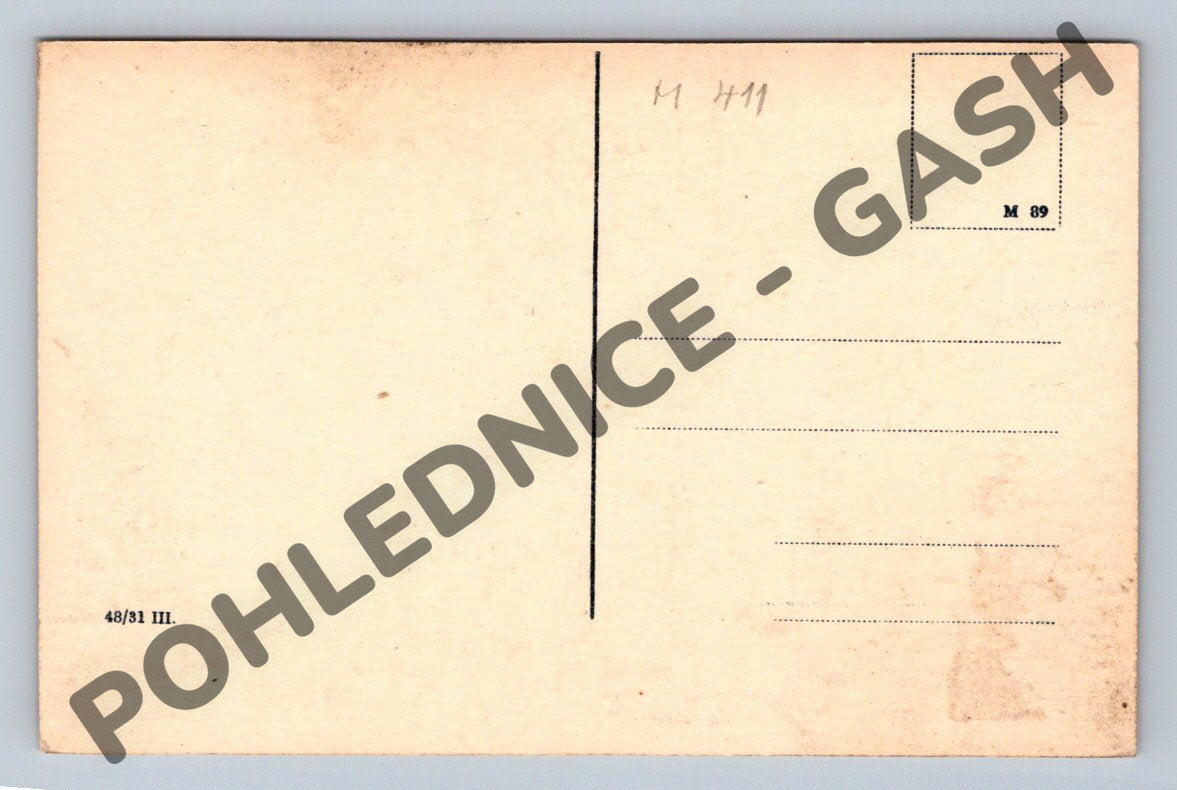 M 411
M 89
48/31 III.
POHLEDNICE - GASH